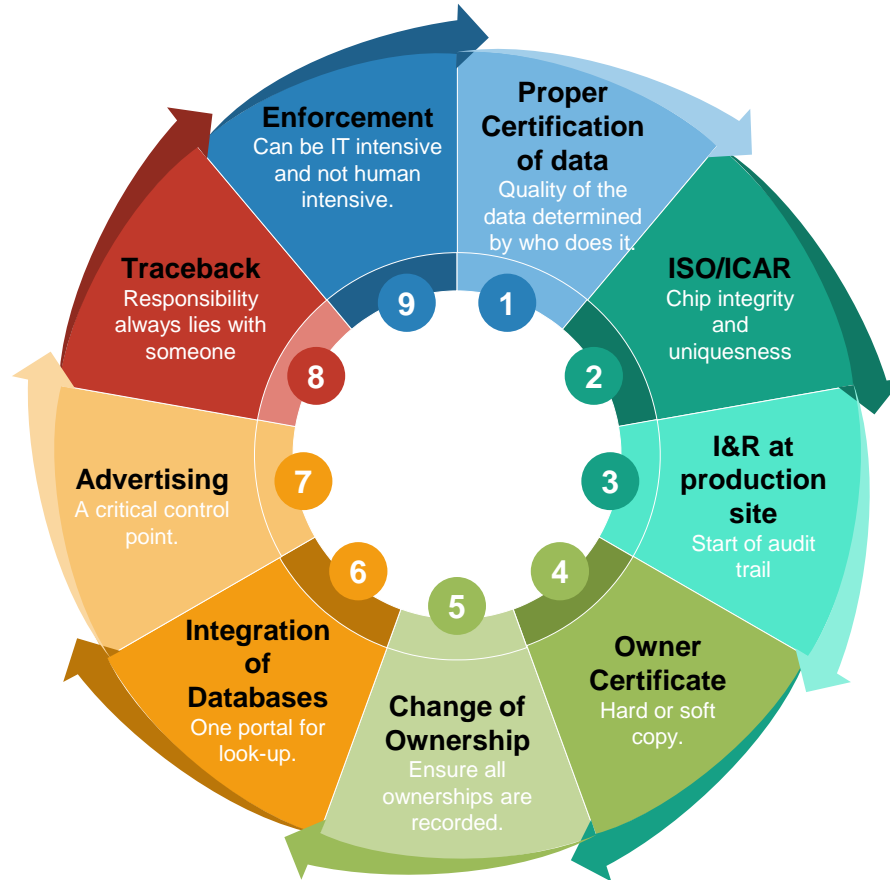 Proper
Certification
of data
Quality of the
data determined
by who does it.
1
ISO/ICAR
Chip integrity
and
uniquesness
2
I&R at
production
site
Start of audit
trail
3
Owner
Certificate
Hard or soft
copy.
4
Change of
Ownership
Ensure all
ownerships are
recorded.
5
Integration
of
Databases
One portal for
look-up.
6
Advertising
A critical control
point.
7
Traceback
Responsibility
always lies with
someone
8
Enforcement
Can be IT intensive
and not human
intensive.
9